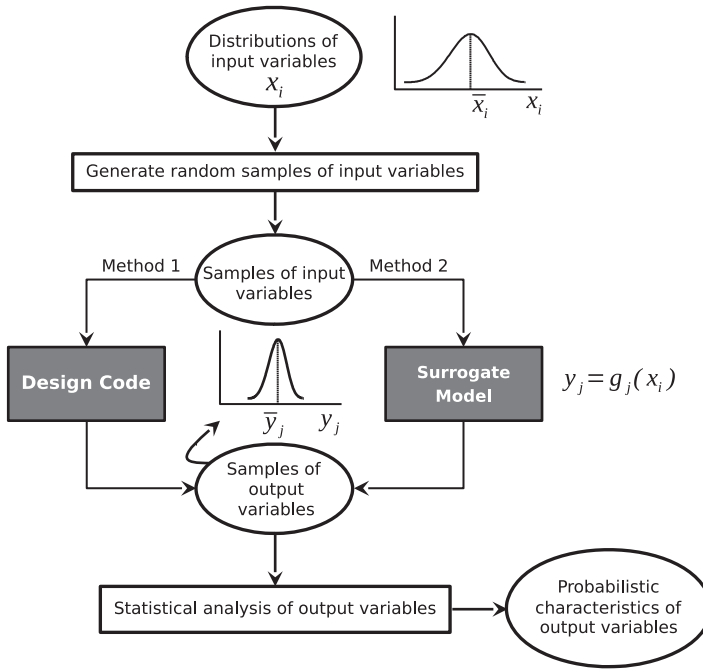 Distributions of
input variables
x_i
x̄_i
x_i
Generate random samples of input variables
Method 1
Samples of input
variables
Method 2
Design Code
Surrogate
Model
y_j = g_j(x_i)
ȳ_j
y_j
Samples of
output
variables
Statistical analysis of output variables
Probabilistic
characteristics of
output variables